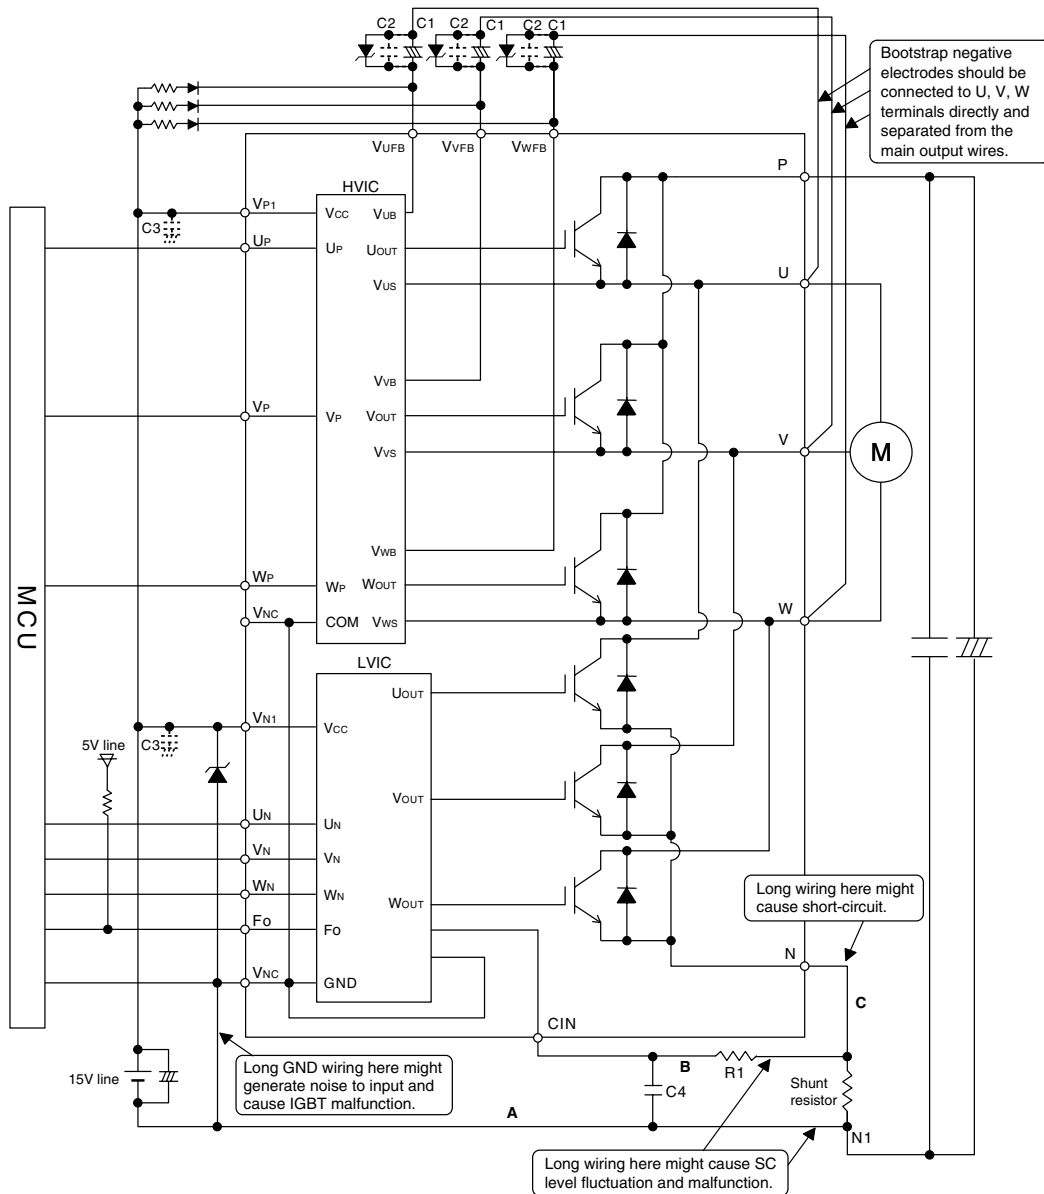 C2 C1 C2 C1 C2 C1
Bootstrap negative
electrodes should be
connected to U, V, W
terminals directly and
separated from the
main output wires.
VUFB VVFB VWFB
P
HVIC
VP1 VCC VUB
C3
UP UP UOUT
U
VUS
VVB
VP VP VOUT
V
VVS
M
VWB
WP WP WOUT
W
VNC COM VWS
MCU
LVIC
UOUT
VN1 VCC
5V line C3
VOUT
UN UN
VN VN
WN WN
WOUT
Long wiring here might
cause short-circuit.
Fo Fo
N
VNC GND
C
CIN
Long GND wiring here might
generate noise to input and
cause IGBT malfunction.
B
R1
15V line
C4
Shunt
resistor
A
N1
Long wiring here might cause SC
level fluctuation and malfunction.